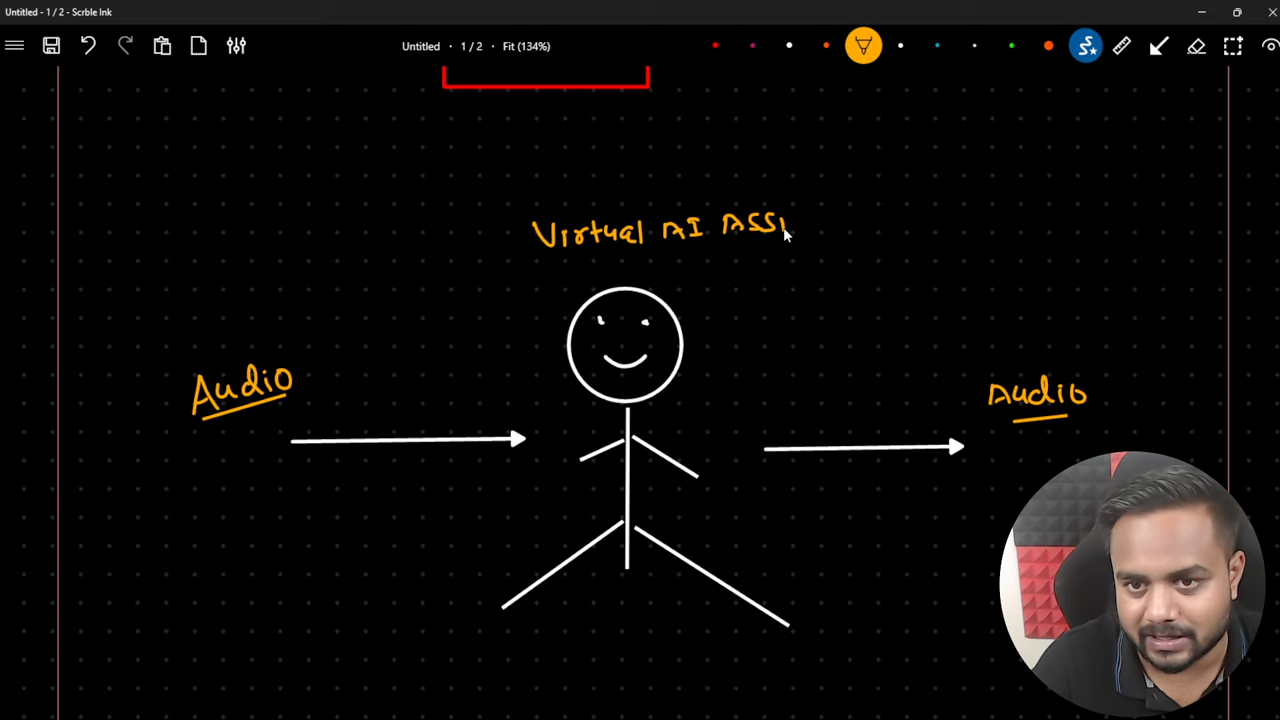 Untitled - 1 / 2 - Scrble Ink
Untitled · 1 / 2 · Fit (134%)
Virtual AI ASSI
Audio
Audio